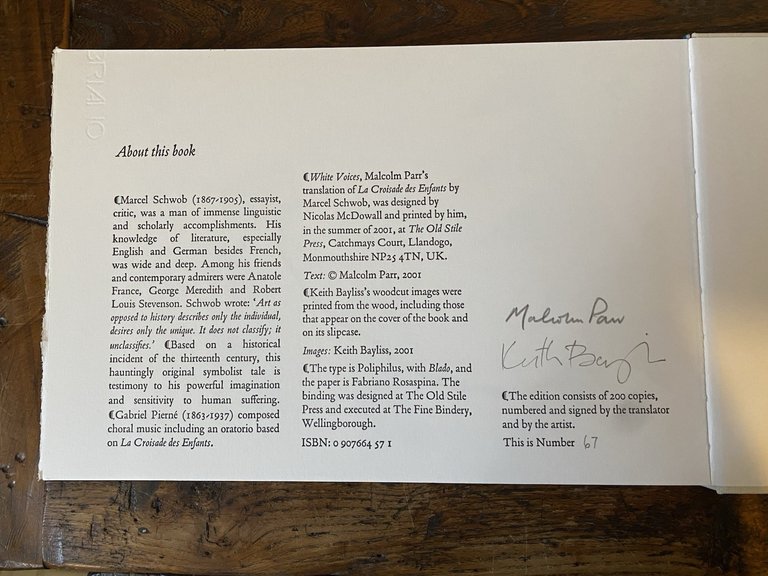 BRIANO
About this book
❡Marcel Schwob (1867-1905), essayist,
critic, was a man of immense linguistic
and scholarly accomplishments. His
knowledge of literature, especially
English and German besides French,
was wide and deep. Among his friends
and contemporary admirers were Anatole
France, George Meredith and Robert
Louis Stevenson. Schwob wrote: ‘Art as
opposed to history describes only the individual,
desires only the unique. It does not classify; it
unclassifies.’ ❡Based on a historical
incident of the thirteenth century, this
hauntingly original symbolist tale is
testimony to his powerful imagination
and sensitivity to human suffering.
❡Gabriel Pierné (1863-1937) composed
choral music including an oratorio based
on La Croisade des Enfants.
❡White Voices, Malcolm Parr’s
translation of La Croisade des Enfants by
Marcel Schwob, was designed by
Nicolas McDowall and printed by him,
in the summer of 2001, at The Old Stile
Press, Catchmays Court, Llandogo,
Monmouthshire NP25 4TN, UK.
Text: © Malcolm Parr, 2001
❡Keith Bayliss’s woodcut images were
printed from the wood, including those
that appear on the cover of the book and
on its slipcase.
Images: Keith Bayliss, 2001
❡The type is Poliphilus, with Blado, and
the paper is Fabriano Rosaspina. The
binding was designed at The Old Stile
Press and executed at The Fine Bindery,
Wellingborough.
ISBN: 0 907664 57 1
Malcolm Parr
Keith Bayliss
❡The edition consists of 200 copies,
numbered and signed by the translator
and by the artist.
This is Number 67